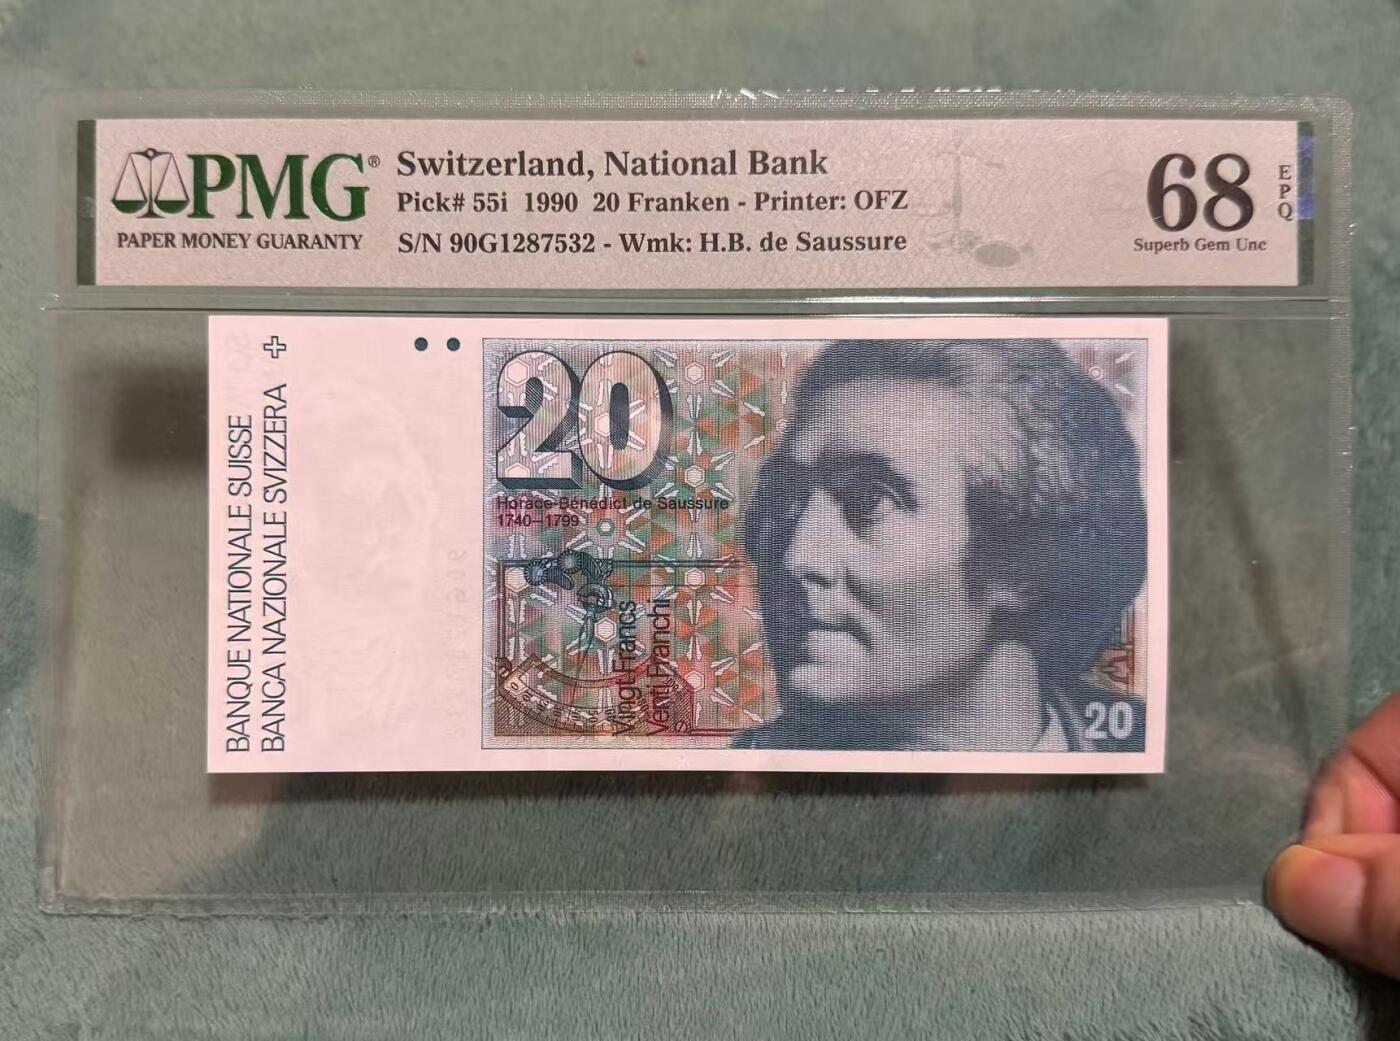 PMG®
PAPER MONEY GUARANTY
Switzerland, National Bank
Pick# 55i 1990 20 Franken - Printer: OFZ
S/N 90G1287532 - Wmk: H.B. de Saussure
68
EPQ
Superb Gem Unc
BANQUE NATIONALE SUISSE
BANCA NAZIONALE SVIZZERA
20
Horace-Bénédict de Saussure
1740–1799
Vingt Francs
Venti Franchi
20